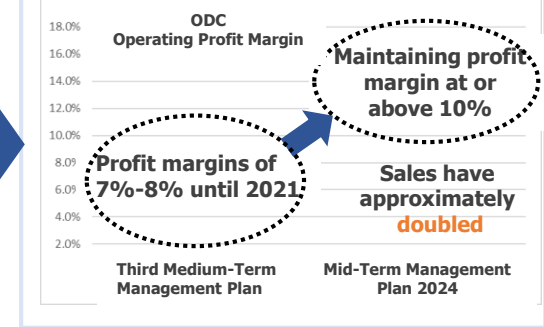 ODC
Operating Profit Margin
18.0%
16.0%
14.0%
12.0%
10.0%
8.0%
6.0%
4.0%
2.0%
Maintaining profit
margin at or
above 10%
Profit margins of
7%-8% until 2021
Sales have
approximately
doubled
Third Medium-Term
Management Plan
Mid-Term Management
Plan 2024